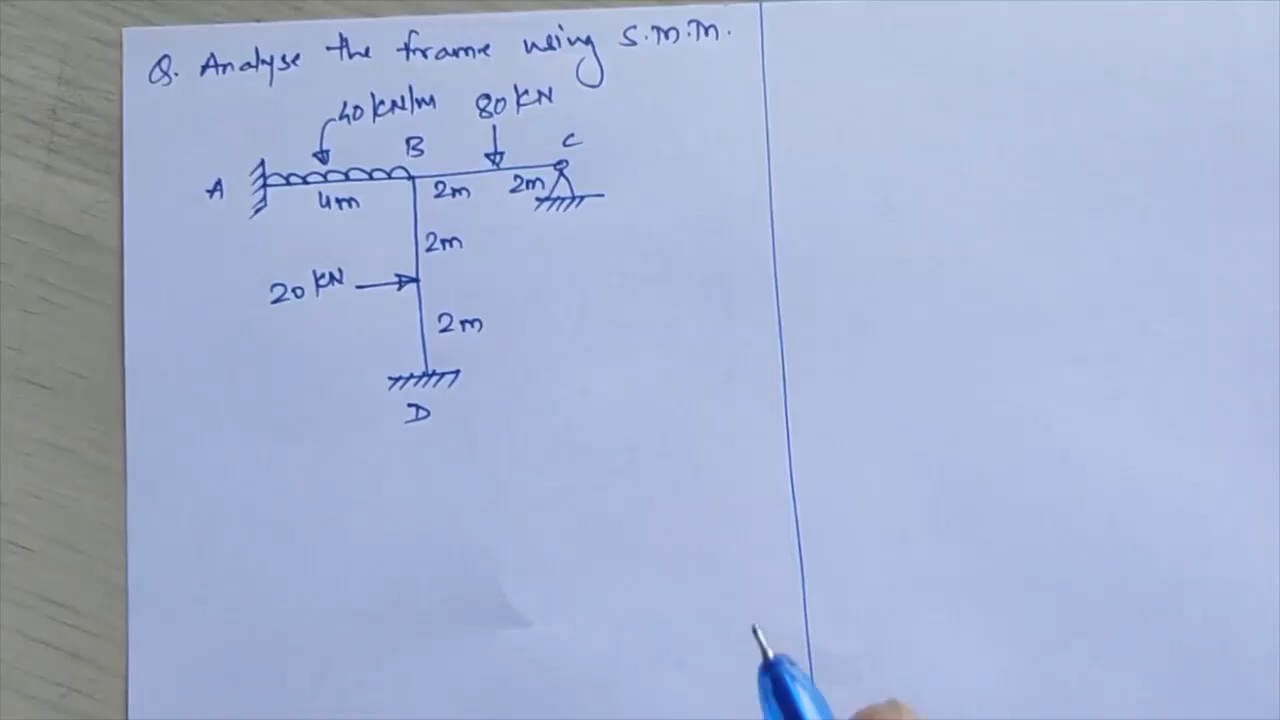 Q. Analyse the frame using S.M.M.
40 kN/m 80 kN
B C
A 4m 2m 2m
2m
20 kN
2m
D